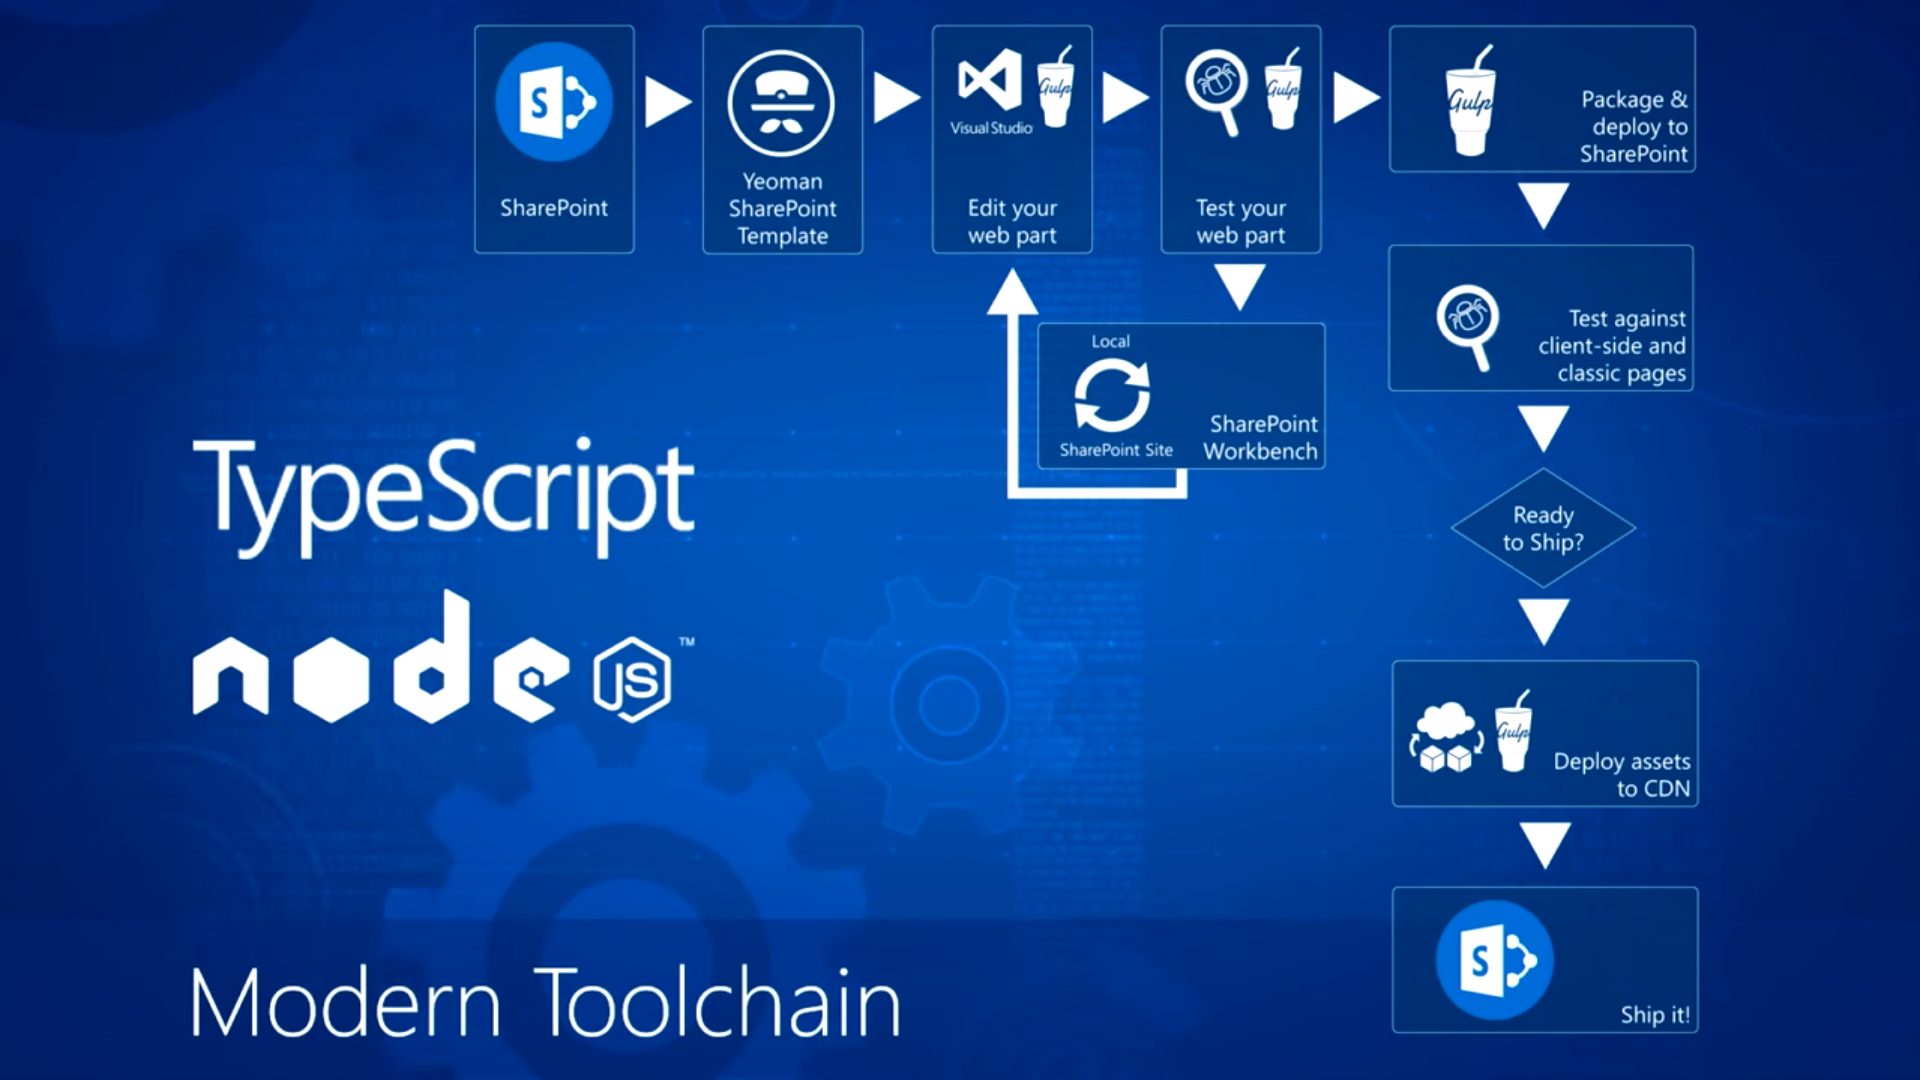 SharePoint
Yeoman
SharePoint
Template
Visual Studio
Gulp
Edit your
web part
Gulp
Test your
web part
Gulp
Package &
deploy to
SharePoint
Local
SharePoint Site
SharePoint
Workbench
Test against
client-side and
classic pages
Ready
to Ship?
Gulp
Deploy assets
to CDN
S
Ship it!
S
TypeScript
node JS ™
Modern Toolchain